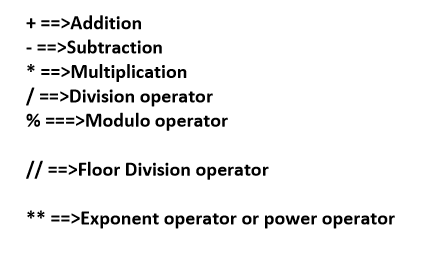 + ==>Addition
- ==>Subtraction
* ==>Multiplication
/ ==>Division operator
% ===>Modulo operator
// ==>Floor Division operator
** ==>Exponent operator or power operator